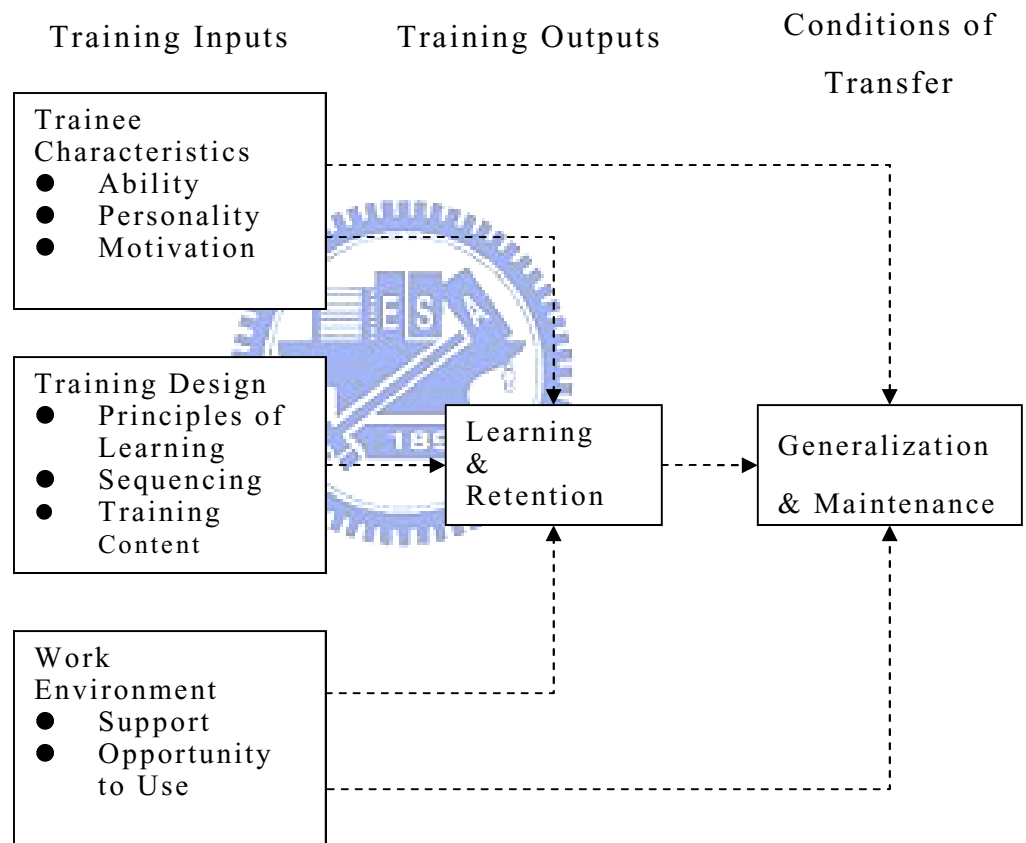 Training Inputs
Training Outputs
Conditions of
Transfer
Trainee
Characteristics
● Ability
● Personality
● Motivation
E S A
Training Design
● Principles of
Learning
● Sequencing
● Training
Content
189
Learning
&
Retention
Generalization
& Maintenance
Work
Environment
● Support
● Opportunity
to Use